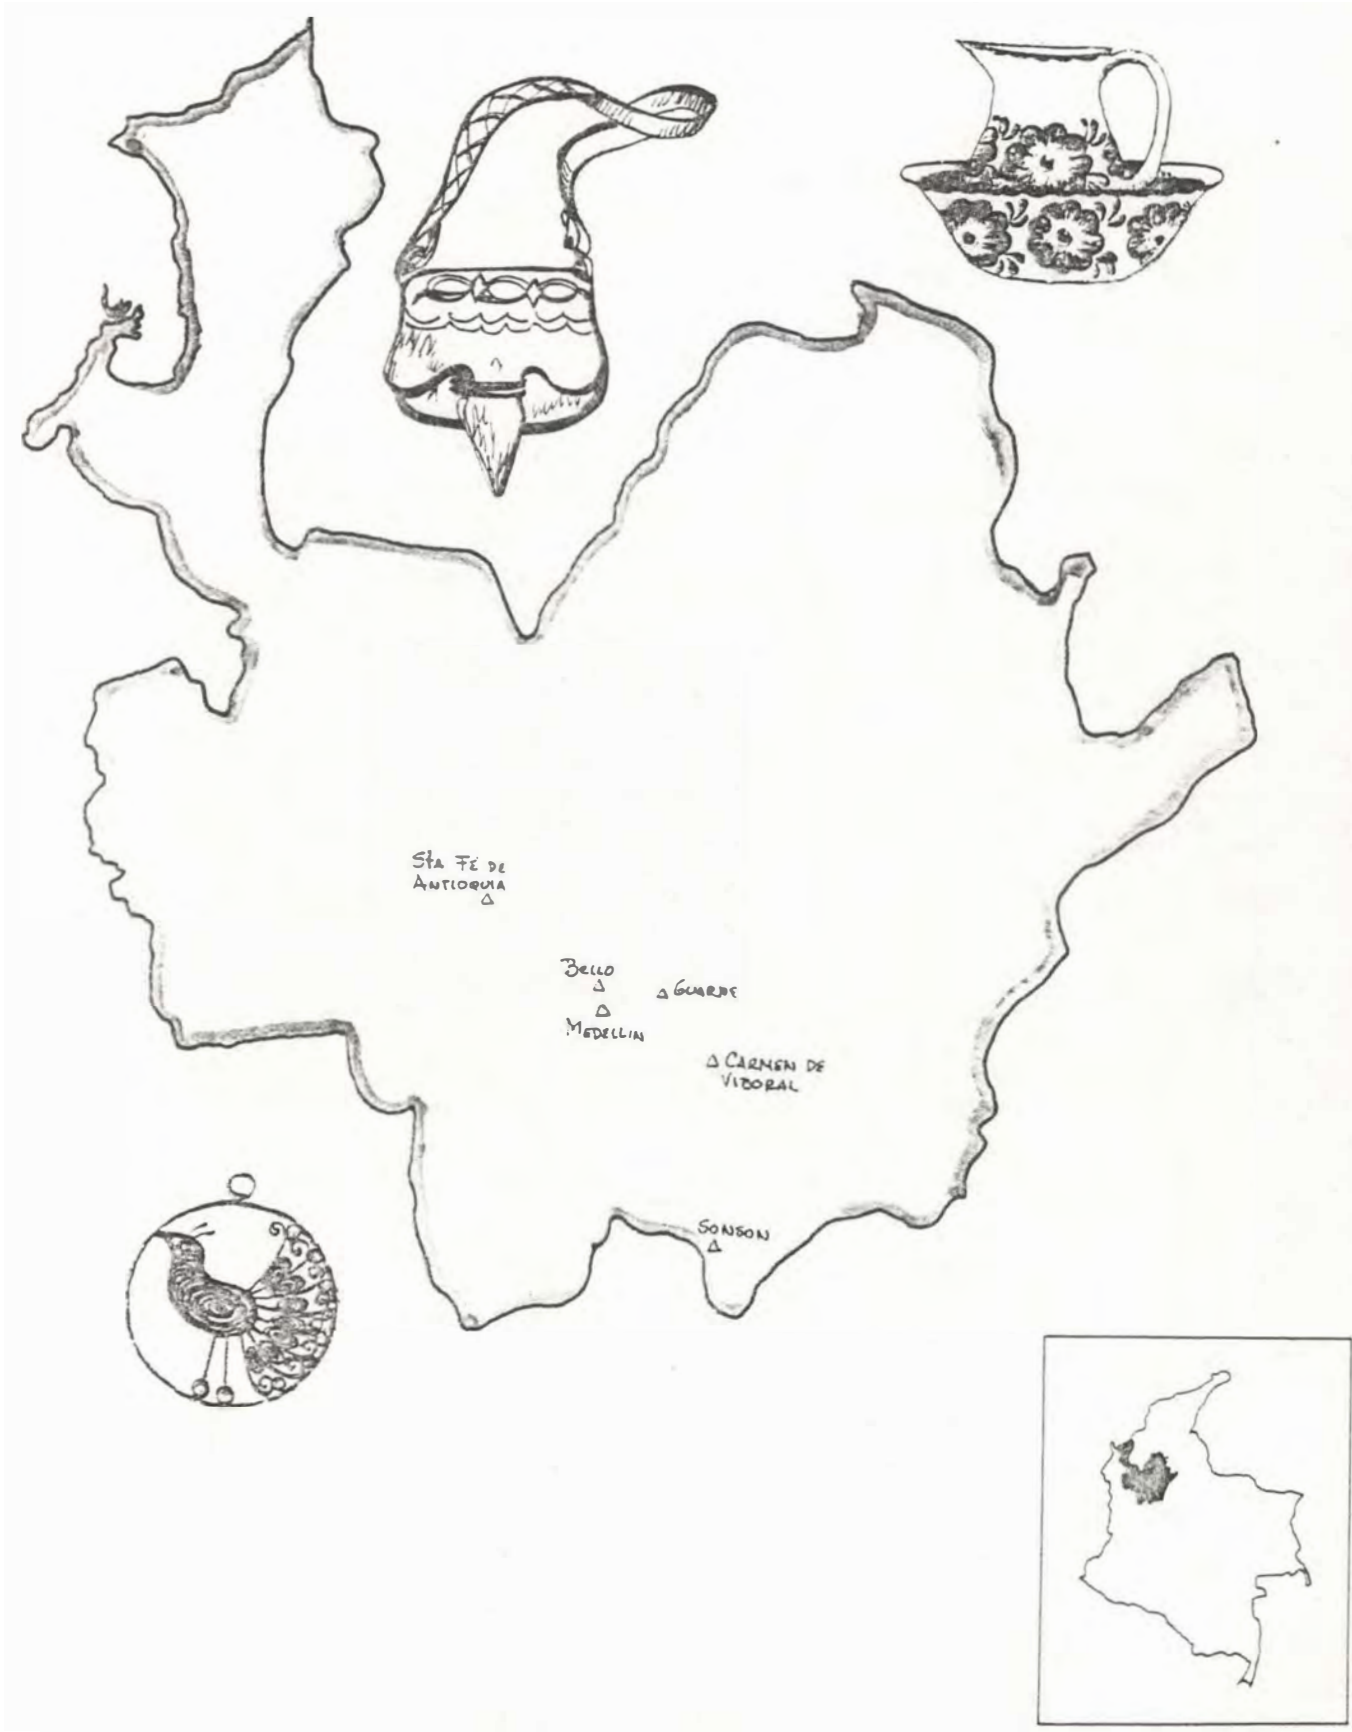 Sta Fé de
Antioquia
Bello
Guarne
Medellin
Carmen de
Viboral
Sonson